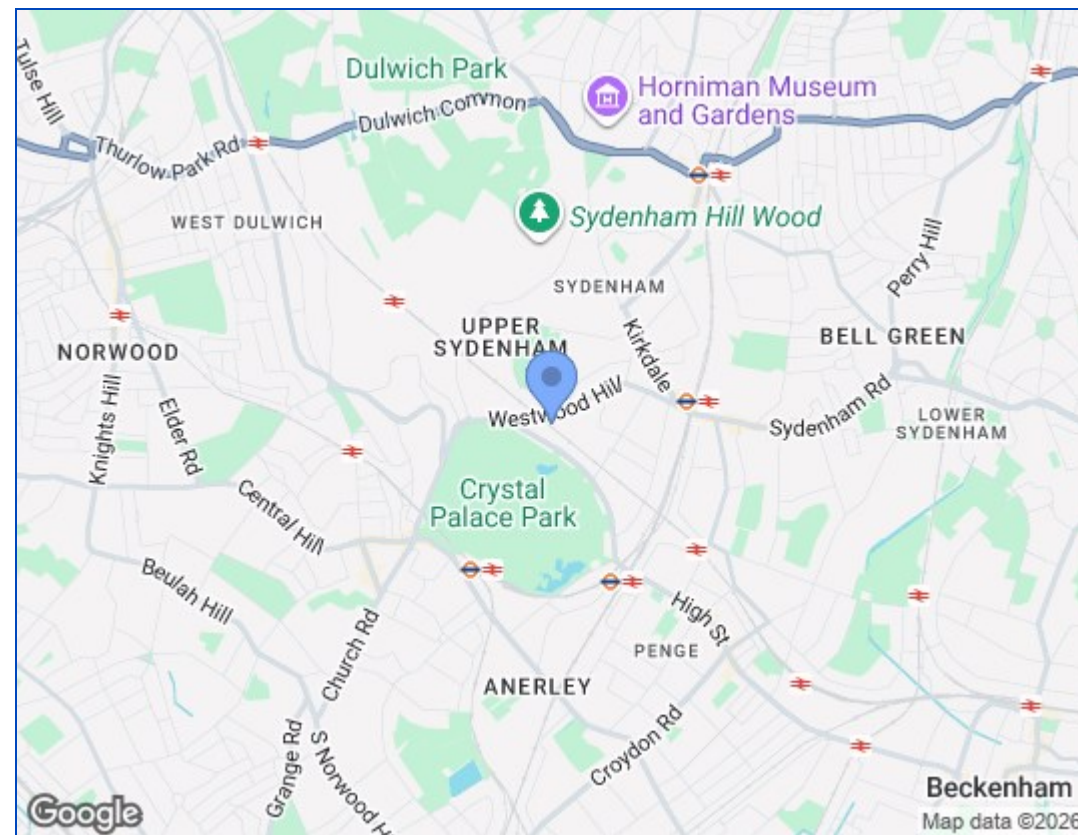 Tulse Hill
Dulwich Park
Horniman Museum
and Gardens
Dulwich Common
Thurlow Park Rd
WEST DULWICH
Sydenham Hill Wood
Perry Hill
SYDENHAM
UPPER
SYDENHAM
Kirkdale
BELL GREEN
NORWOOD
Knights Hill
Elder Rd
Westwood Hill
Sydenham Rd
LOWER
SYDENHAM
Crystal
Palace Park
Central Hill
Beulah Hill
High St
Church Rd
PENGE
ANERLEY
Croydon Rd
Grange Rd
S Norwood H
Beckenham
Google
Map data ©2026